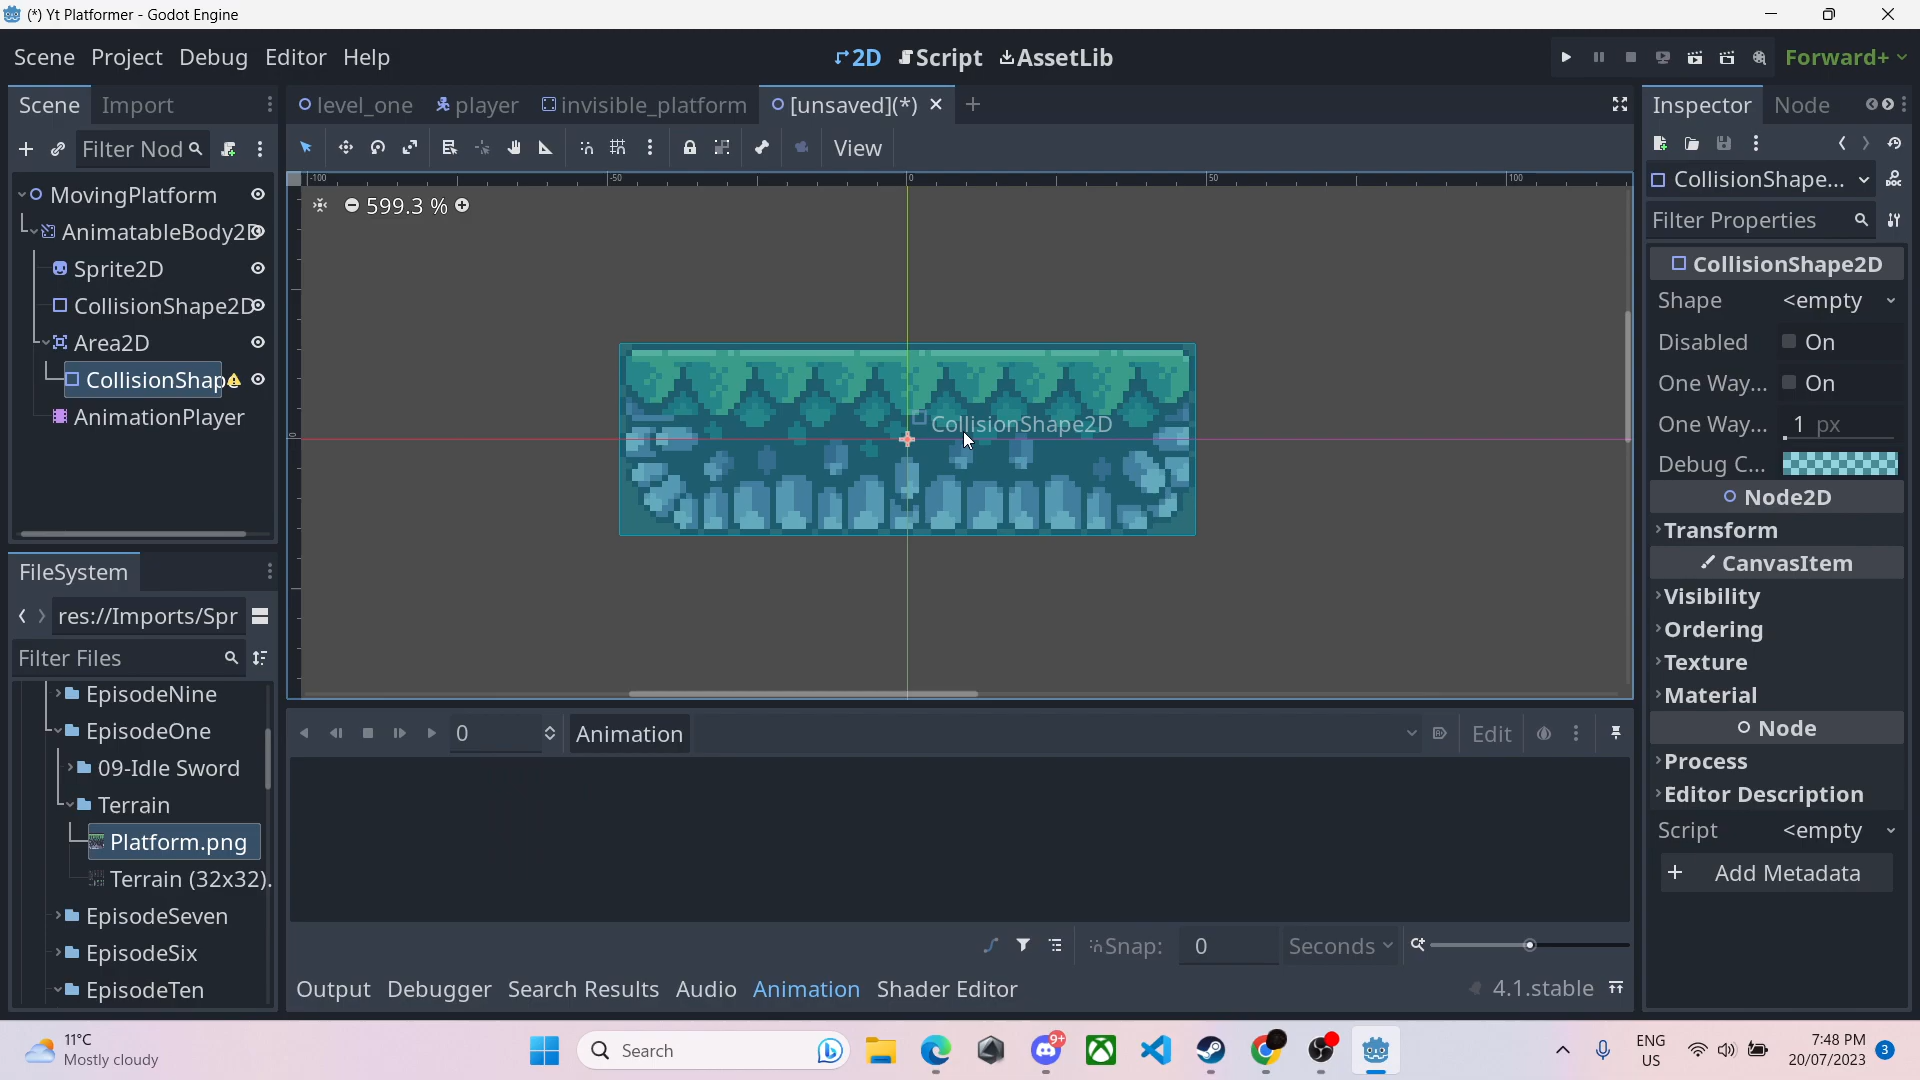 (*) Yt Platformer - Godot Engine
Scene Project Debug Editor Help
2D Script AssetLib
Forward+
Scene Import
level_one player invisible_platform [unsaved](*)
Inspector Node
Filter Nod
View
MovingPlatform
AnimatableBody2D
Sprite2D
CollisionShape2D
Area2D
CollisionShape
AnimationPlayer
-100 -50 0 50 100
599.3 %
0
CollisionShape2D
CollisionShape...
Filter Properties
CollisionShape2D
Shape <empty
Disabled On
One Way... On
One Way... 1 px
Debug C...
Node2D
Transform
CanvasItem
Visibility
Ordering
Texture
Material
Node
Process
Editor Description
Script <empty
Add Metadata
FileSystem
res://Imports/Spr
Filter Files
EpisodeNine
EpisodeOne
09-Idle Sword
Terrain
Platform.png
Terrain (32x32).
EpisodeSeven
EpisodeSix
EpisodeTen
0 Animation Edit
Snap: 0 Seconds
Output Debugger Search Results Audio Animation Shader Editor
4.1.stable
11°C
Mostly cloudy
Search
9+
ENG
US
7:48 PM
20/07/2023
3